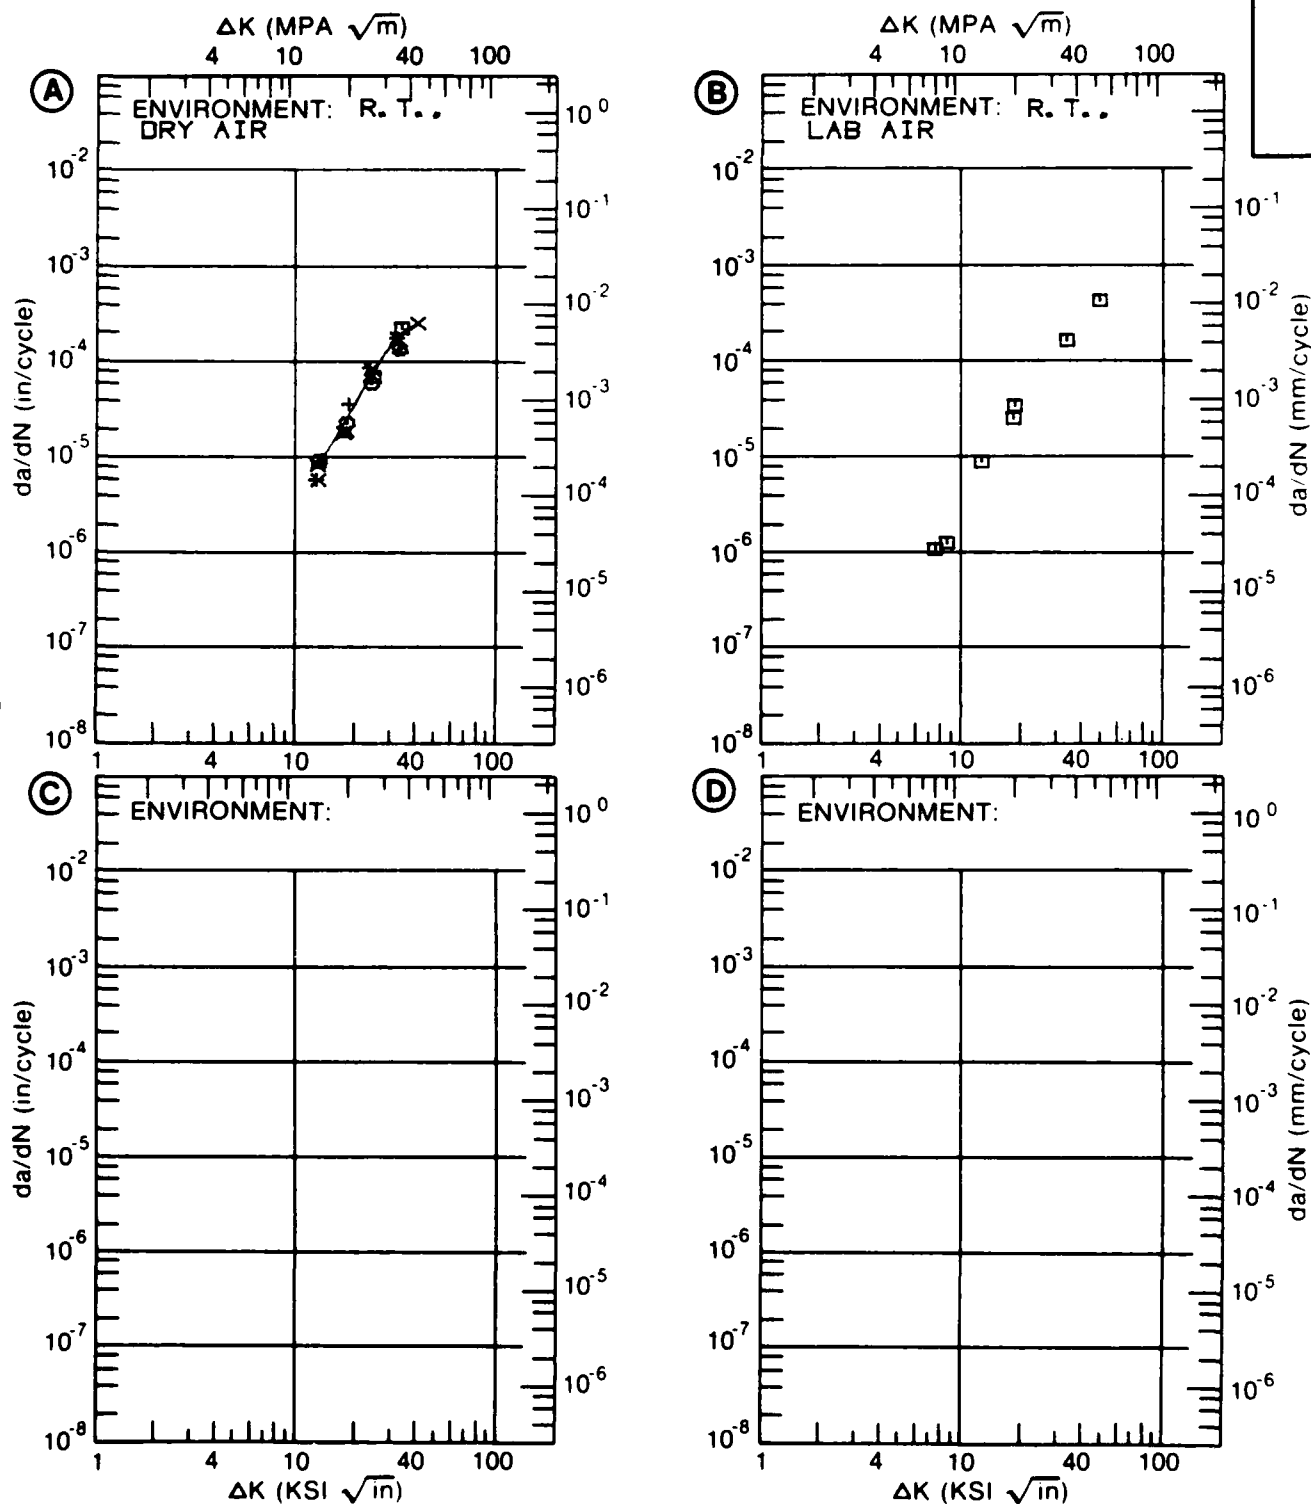 ΔK (MPA √m)
4 10 40 100
A
ENVIRONMENT: R. T. ,
DRY AIR
10^0
10^-2
10^-1
10^-3
10^-2
10^-4
10^-3
10^-5
10^-4
10^-6
10^-5
10^-7
10^-6
10^-8
da/dN (in/cycle)
1 4 10 40 100
ΔK (MPA √m)
4 10 40 100
B
ENVIRONMENT: R. T. ,
LAB AIR
10^-2
10^-1
10^-3
10^-2
10^-4
10^-3
10^-5
10^-4
10^-6
10^-5
10^-7
10^-6
10^-8
da/dN (mm/cycle)
1 4 10 40 100
C
ENVIRONMENT:
10^0
10^-2
10^-1
10^-3
10^-2
10^-4
10^-3
10^-5
10^-4
10^-6
10^-5
10^-7
10^-6
10^-8
da/dN (in/cycle)
1 4 10 40 100
ΔK (KSI √in)
D
ENVIRONMENT:
10^0
10^-2
10^-1
10^-3
10^-2
10^-4
10^-3
10^-5
10^-4
10^-6
10^-5
10^-7
10^-6
10^-8
da/dN (mm/cycle)
1 4 10 40 100
ΔK (KSI √in)